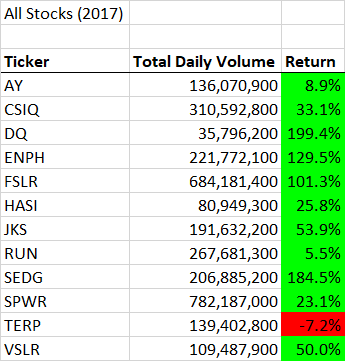 All Stocks (2017)
Ticker Total Daily Volume Return
AY 136,070,900 8.9%
CSIQ 310,592,800 33.1%
DQ 35,796,200 199.4%
ENPH 221,772,100 129.5%
FSLR 684,181,400 101.3%
HASI 80,949,300 25.8%
JKS 191,632,200 53.9%
RUN 267,681,300 5.5%
SEDG 206,885,200 184.5%
SPWR 782,187,000 23.1%
TERP 139,402,800 -7.2%
VSLR 109,487,900 50.0%